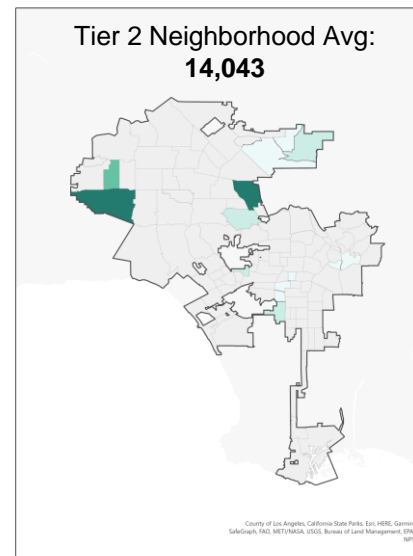 Tier 2 Neighborhood Avg:
14,043
County of Los Angeles, California State Parks, Esri, HERE, Garmin,
SafeGraph, FAO, METI/NASA, USGS, Bureau of Land Management, EPA,
NPS